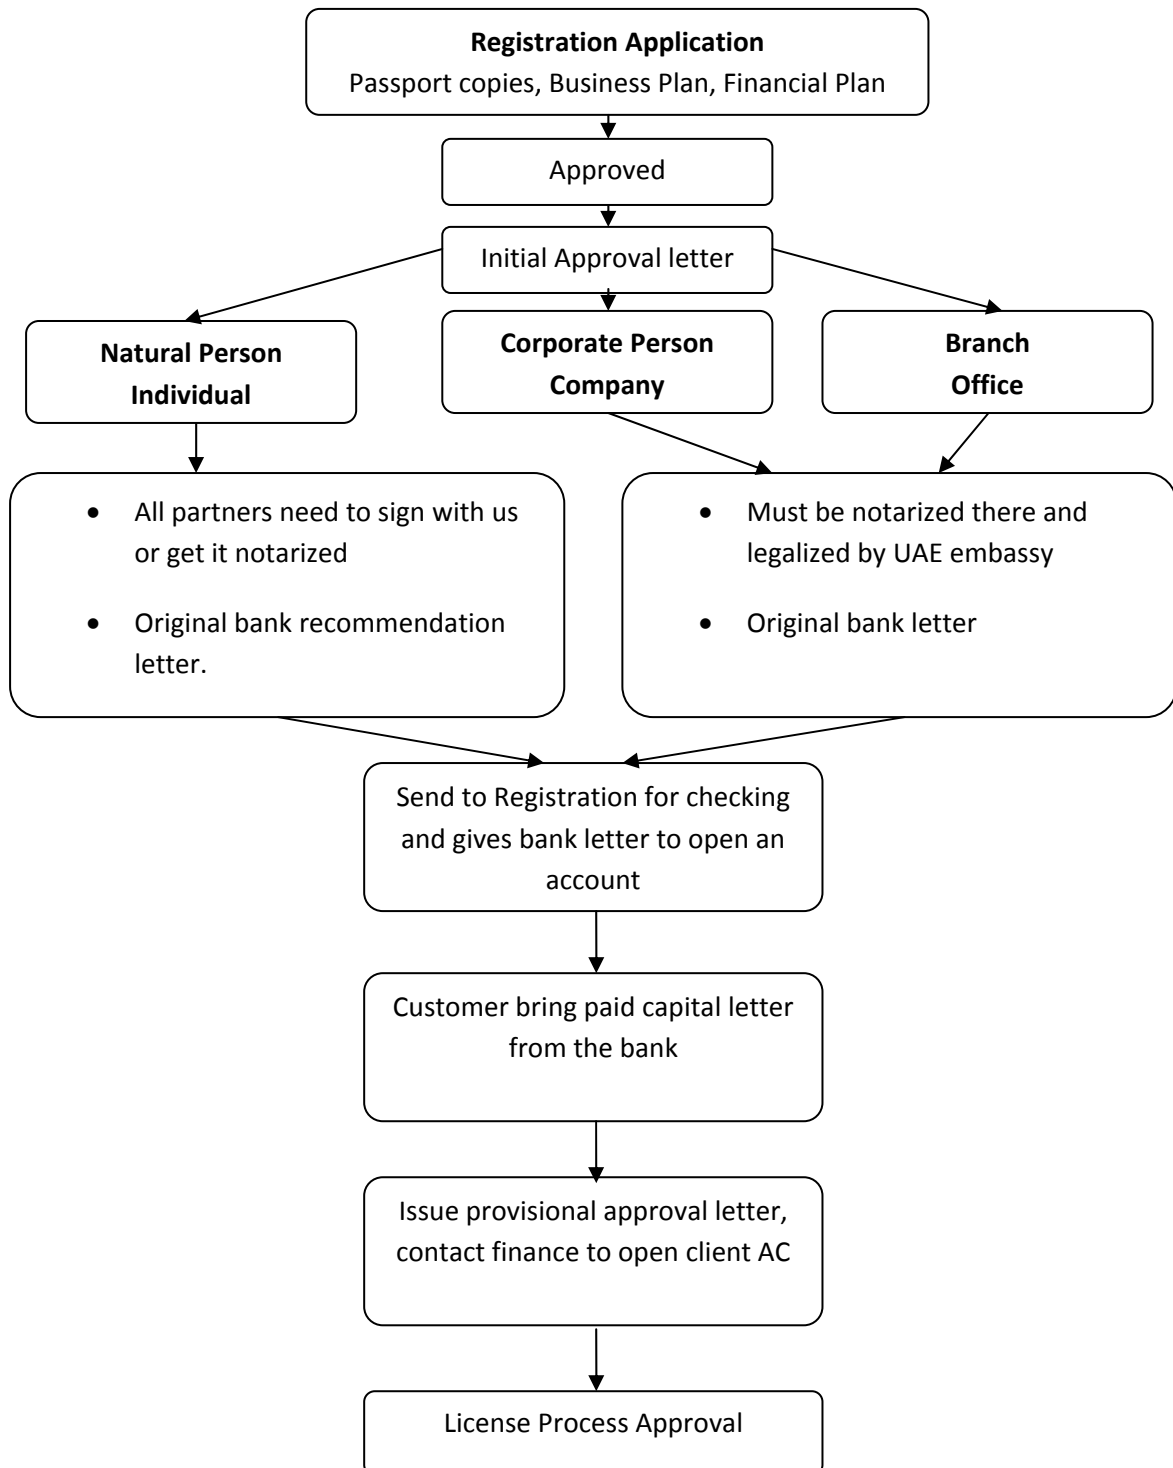 Registration Application
Passport copies, Business Plan, Financial Plan
Approved
Initial Approval letter
Natural Person
Individual
Corporate Person
Company
Branch
Office
• All partners need to sign with us
or get it notarized
• Original bank recommendation
letter.
• Must be notarized there and
legalized by UAE embassy
• Original bank letter
Send to Registration for checking
and gives bank letter to open an
account
Customer bring paid capital letter
from the bank
Issue provisional approval letter,
contact finance to open client AC
License Process Approval